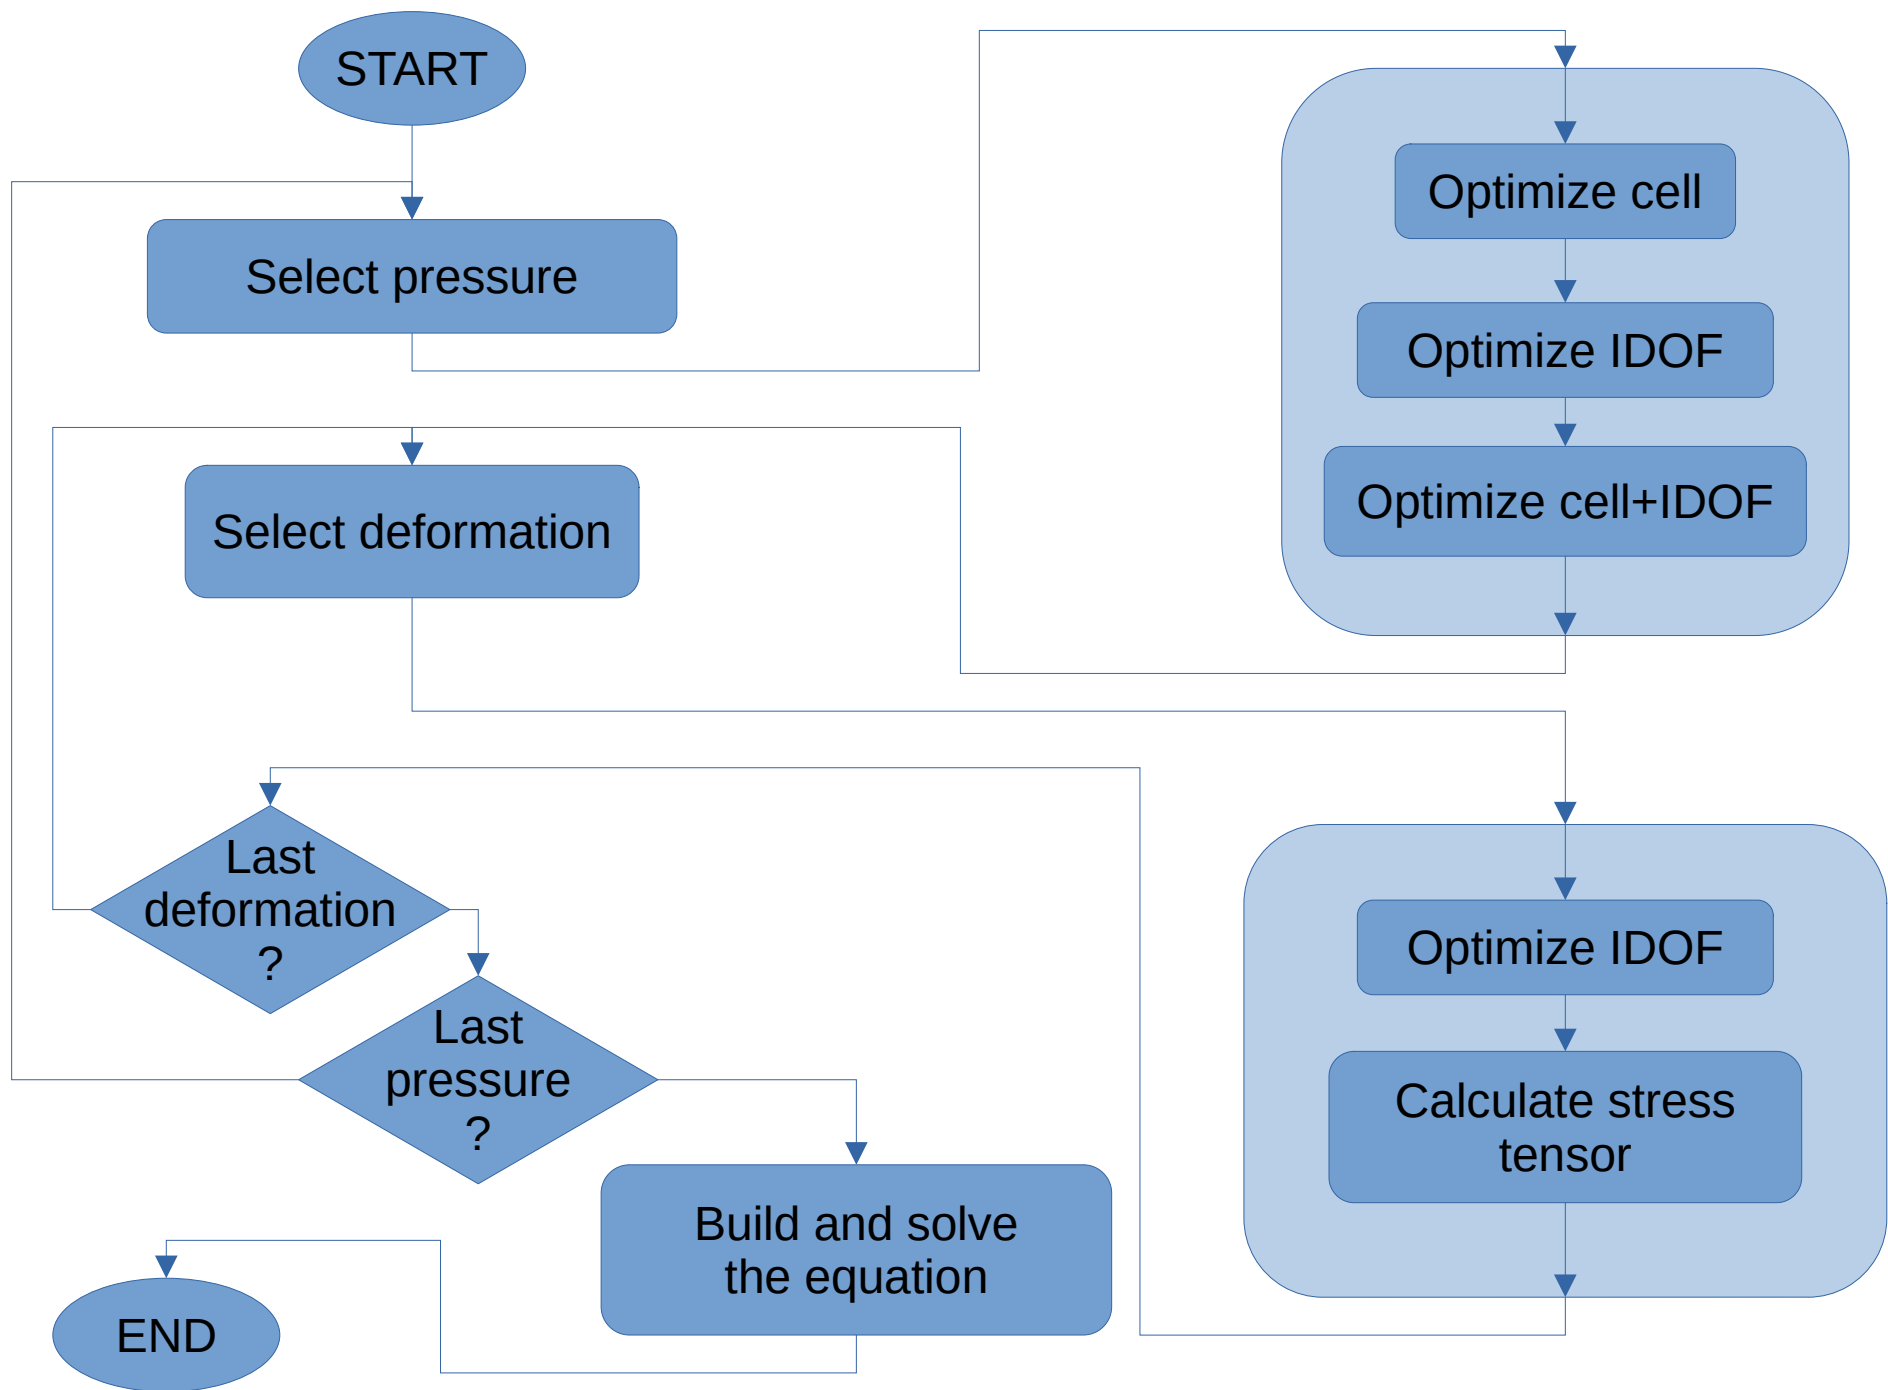 START
Select pressure
Optimize cell
Optimize IDOF
Optimize cell+IDOF
Select deformation
Optimize IDOF
Calculate stress
tensor
Last
deformation
?
Last
pressure
?
Build and solve
the equation
END